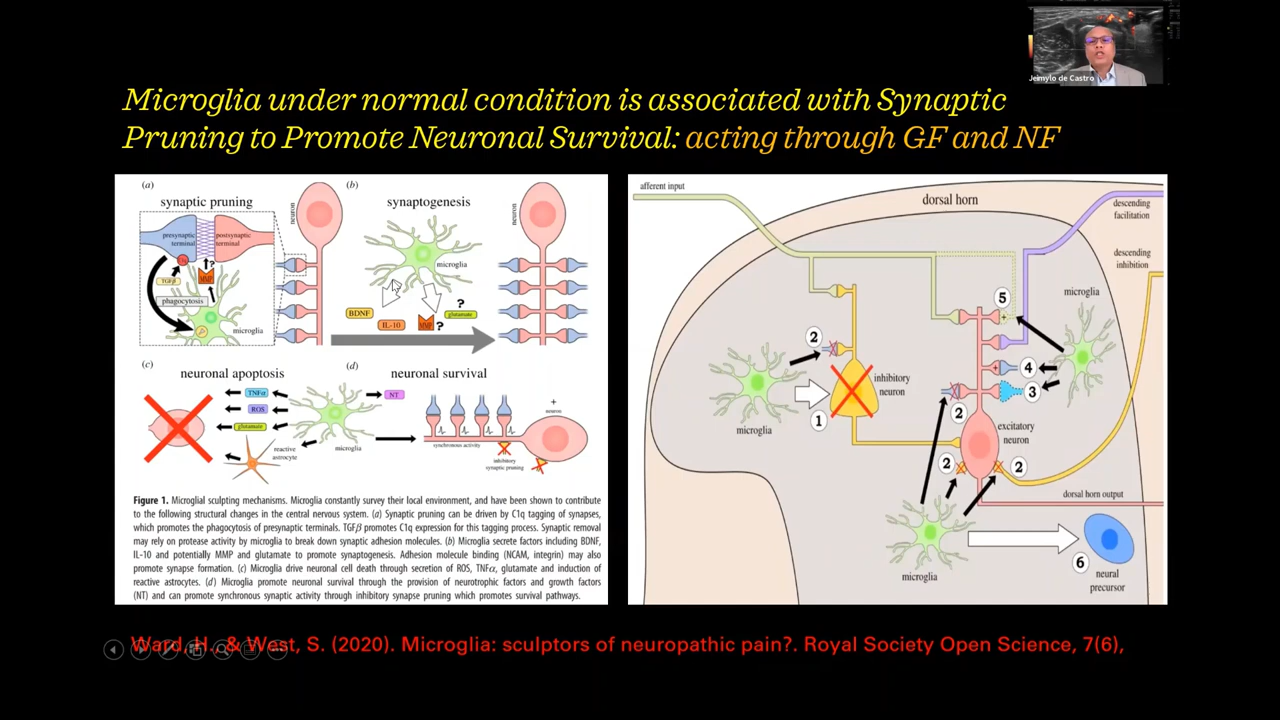 Jeimylo de Castro
Microglia under normal condition is associated with Synaptic
Pruning to Promote Neuronal Survival: acting through GF and NF
(a)
synaptic pruning
presynaptic
terminal
postsynaptic
terminal
TGFβ
MMP
?
phagocytosis
microglia
neuron
(b)
synaptogenesis
microglia
BDNF
IL-10
MMP
?
?
glutamate
neuron
(c)
neuronal apoptosis
TNFα
ROS
glutamate
reactive
astrocyte
microglia
(d)
neuronal survival
NT
synchronous activity
inhibitory
synaptic pruning
+
neuron
Figure 1. Microglial sculpting mechanisms. Microglia constantly survey their local environment, and have been shown to contribute
to the following structural changes in the central nervous system. (a) Synaptic pruning can be driven by C1q tagging of synapses,
which promotes the phagocytosis of presynaptic terminals. TGFβ promotes C1q expression for this tagging process. Synaptic removal
may rely on protease activity by microglia to break down synaptic adhesion molecules. (b) Microglia secrete factors including BDNF,
IL-10 and potentially MMP and glutamate to promote synaptogenesis. Adhesion molecule binding (NCAM, integrin) may also
promote synapse formation. (c) Microglia drive neuronal cell death through secretion of ROS, TNFα, glutamate and induction of
reactive astrocytes. (d) Microglia promote neuronal survival through the provision of neurotrophic factors and growth factors
(NT) and can promote synchronous synaptic activity through inhibitory synapse pruning which promotes survival pathways.
afferent input
dorsal horn
descending
facilitation
descending
inhibition
microglia
5
2
4
3
inhibitory
neuron
1
microglia
2
excitatory
neuron
2
2
dorsal horn output
microglia
6
neural
precursor
Ward, H., & West, S. (2020). Microglia: sculptors of neuropathic pain?. Royal Society Open Science, 7(6),